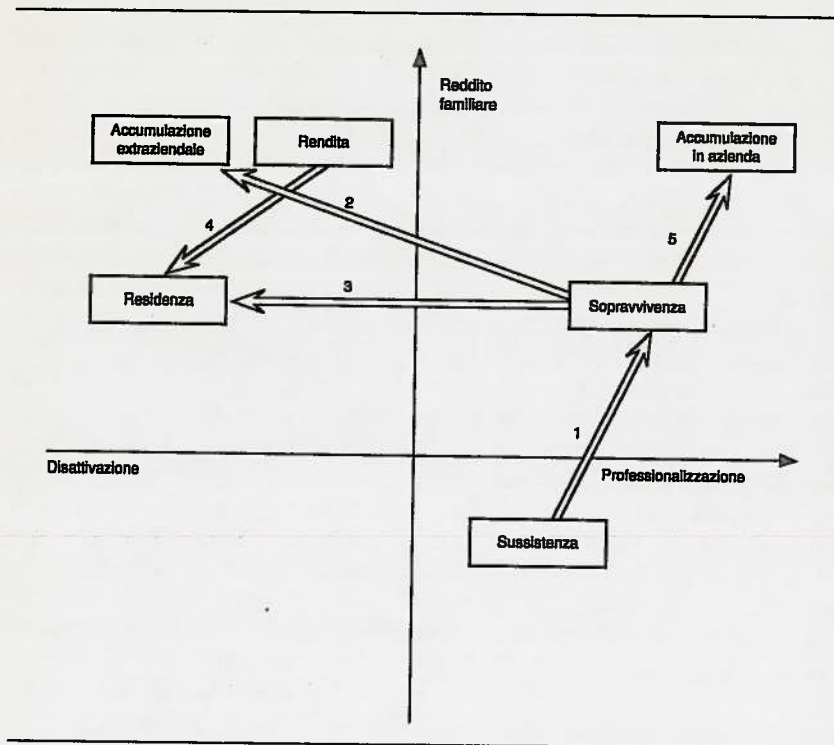 Reddito
familiare
Accumulazione
extraziendale
Rendita
Accumulazione
in azienda
2
4
5
Residenza
3
Sopravvivenza
1
Disattivazione
Professionalizzazione
Sussistenza